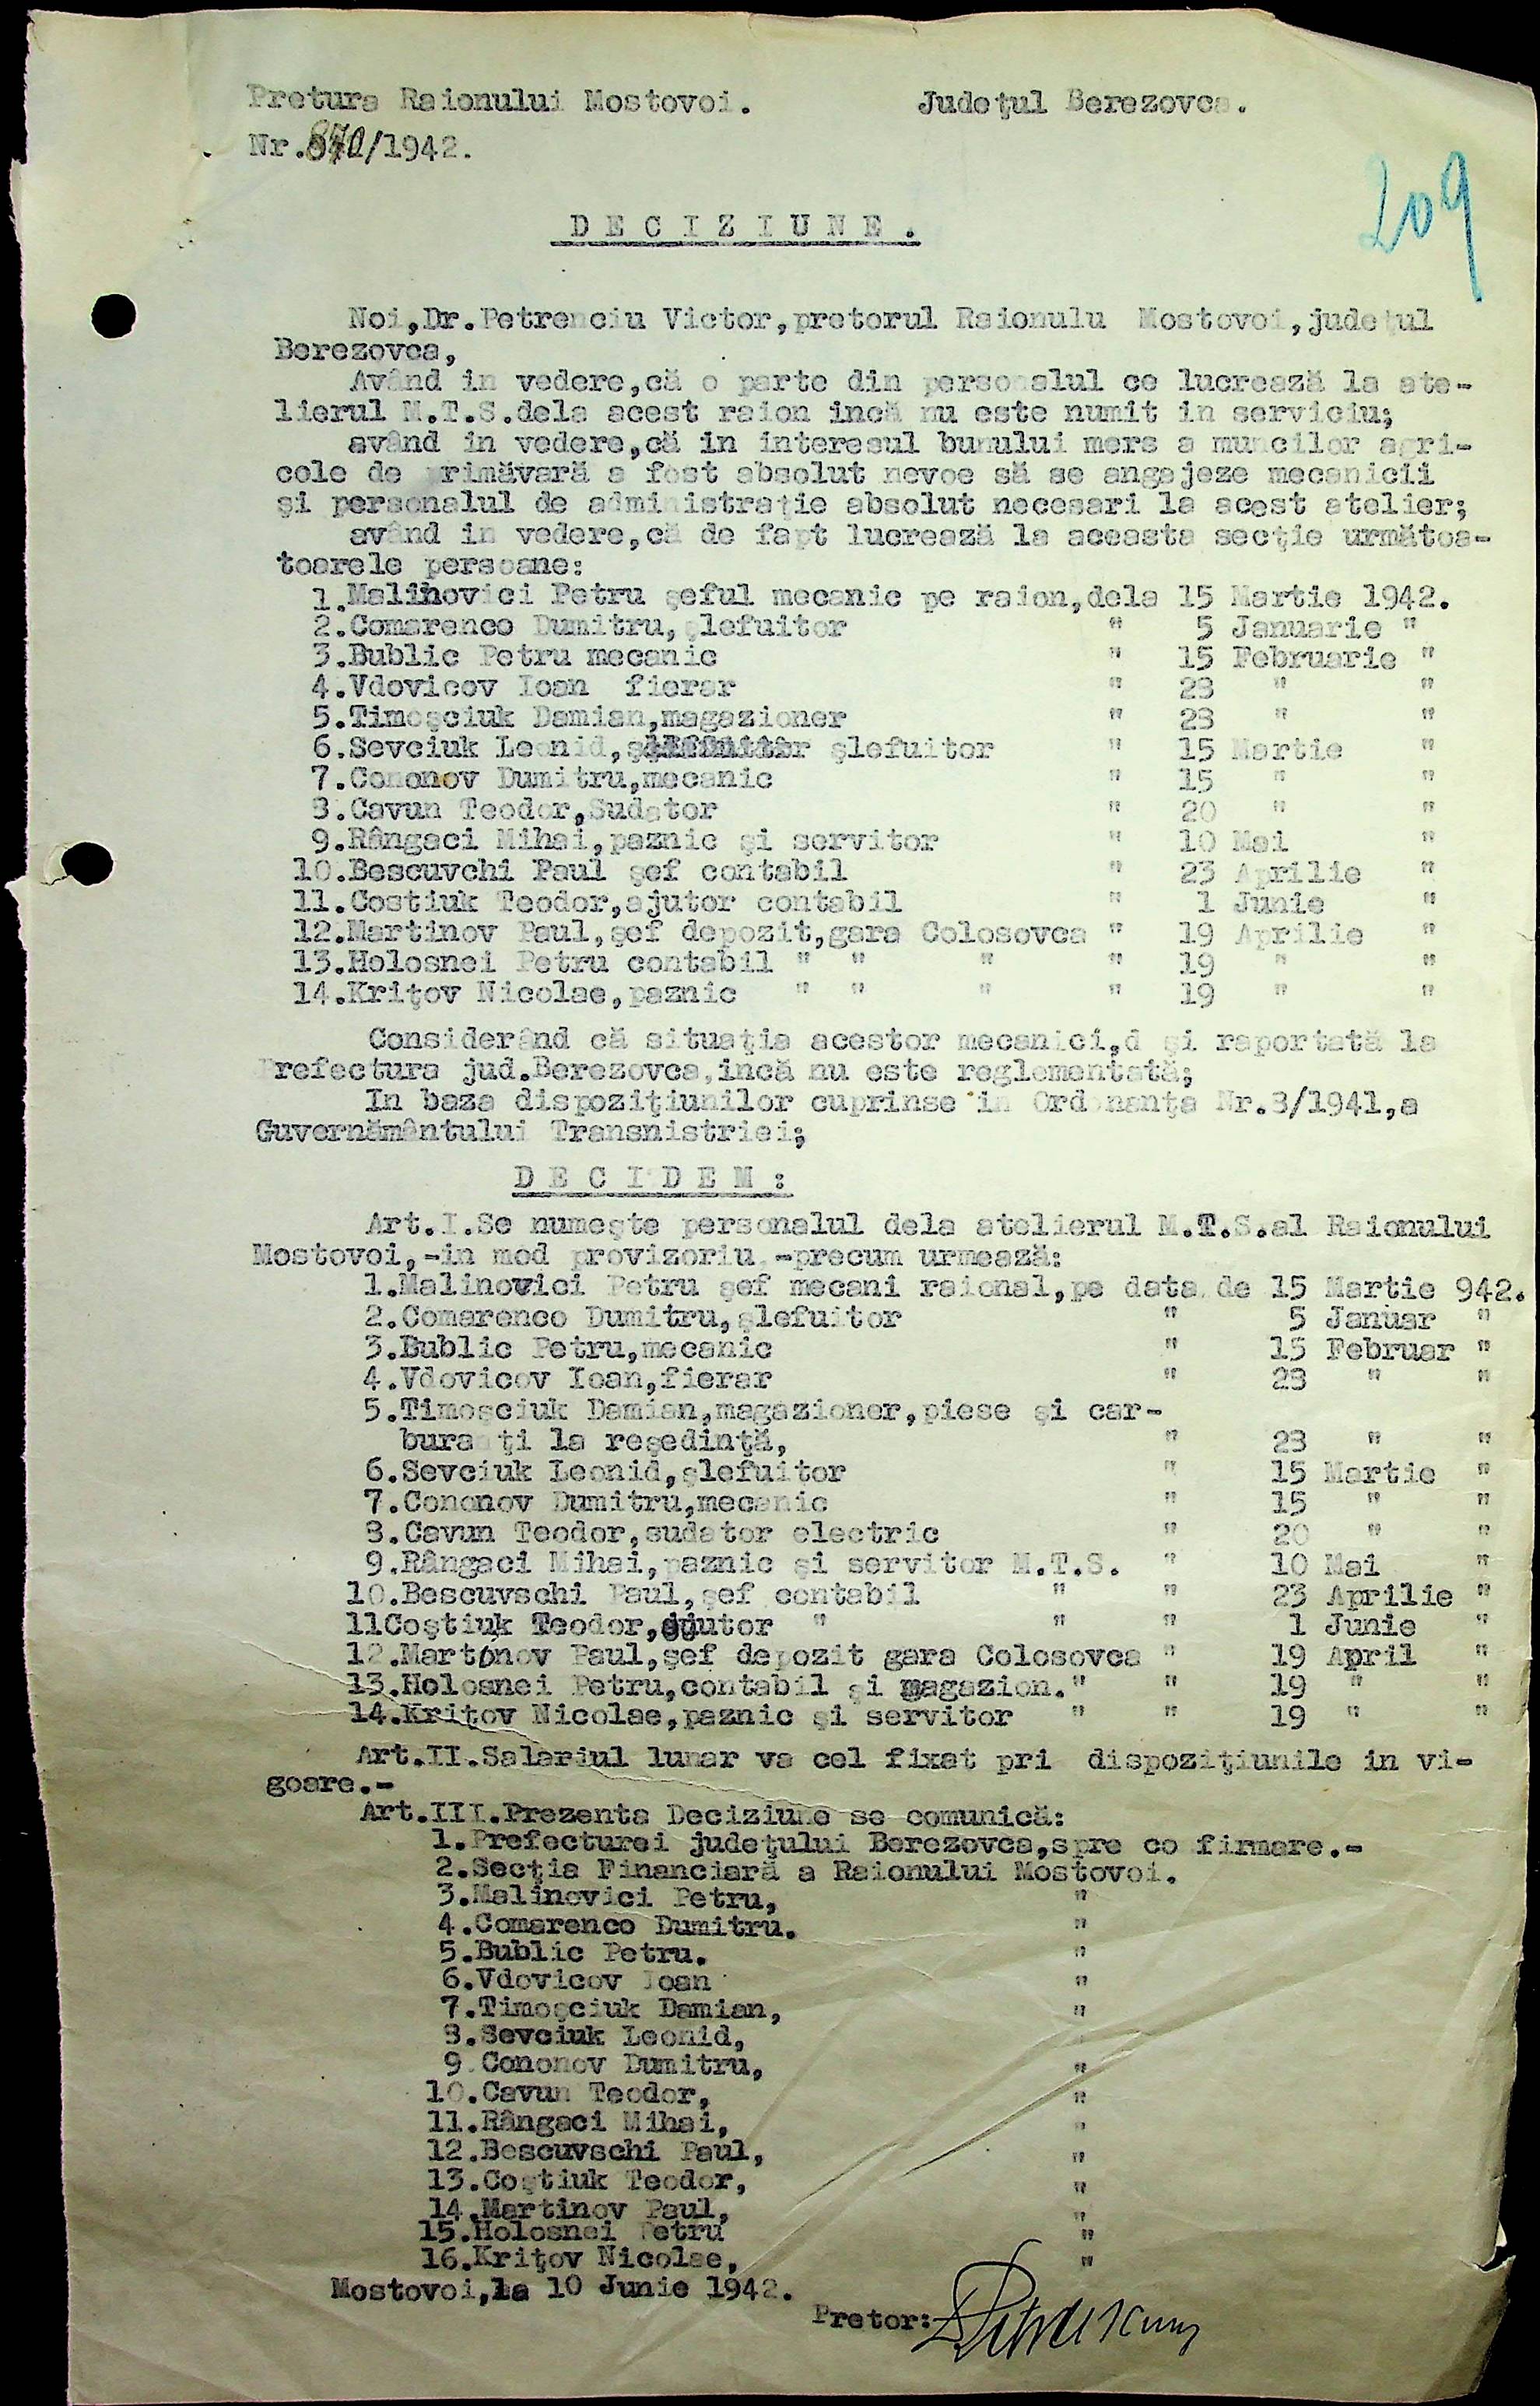 Pretura Raionului Mostovoi. Judeţul Berezovca.
Nr. /1942.
209
DECIZIUNE.
Noi,Dr.Petrenciu Victor,pretorul Raionulu Mostovoi,judeţul
Berezovca,
Având in vedere,că o parte din personalul ce lucrează la ate-
lierul M.T.S.dela acest raion incă nu este numit in serviciu;
având in vedere,că in interesul bunului mers a muncilor agri-
cole de primăvară a fost absolut nevoe să se angajeze mecanicii
şi personalul de administraţie absolut necesari la acest atelier;
având in vedere,că de fapt lucrează la aceasta secţie următoa-
toarele persoane:
1.Malinovici Petru şeful mecanic pe raion,dela 15 Martie 1942.
2.Comarenco Dumitru,şlefuitor " 5 Januarie "
3.Bublic Petru mecanic " 15 Februarie "
4.Vdovicov Ioan fierar " 28 " "
5.Timoşciuk Damian,magazioner " 28 " "
6.Sevciuk Leonid, şlefuitor " 15 Martie "
7.Cononov Dumitru,mecanic " 15 " "
8.Cavun Teodor,Sudator " 20 " "
9.Rângaci Mihai,paznic şi servitor " 10 Mai "
10.Bescuvchi Paul şef contabil " 23 Aprilie "
11.Costiuk Teodor,ajutor contabil " 1 Junie "
12.Martinov Paul,şef depozit,gara Colosovca " 19 Aprilie "
13.Holosnei Petru contabil " " " " 19 " "
14.Kriţov Nicolae,paznic " " " " 19 " "
Considerând că situaţia acestor mecanici,d şi raportată la
Prefectura jud.Berezovca,incă nu este reglementată;
In baza dispoziţiunilor cuprinse in Ordonanţa Nr.8/1941,a
Guvernământului Transnistriei;
DECIDEM:
Art.I.Se numeşte personalul dela atelierul M.T.S.al Raionului
Mostovoi,-in mod provizoriu,-precum urmează:
1.Malinovici Petru şef mecani raional,pe data de 15 Martie 942.
2.Comarenco Dumitru,şlefuitor " 5 Januar "
3.Bublic Petru,mecanic " 15 Februar "
4.Vdovicov Ioan,fierar " 28 " "
5.Timoşciuk Damian,magazioner,piese şi car-
buranţi la reşedinţă, " 28 " "
6.Sevciuk Leonid,şlefuitor " 15 Martie "
7.Cononov Dumitru,mecanic " 15 " "
8.Cavun Teodor,sudator electric " 20 " "
9.Rângaci Mihai,paznic şi servitor M.T.S. " 10 Mai "
10.Bescuvschi Paul,şef contabil " " 23 Aprilie "
11Coştiuk Teodor,ajutor " " " 1 Junie "
12.Martinov Paul,şef depozit gara Colosovca " 19 April "
13.Holosnei Petru,contabil şi magazion." " 19 " "
14.Kriţov Nicolae,paznic şi servitor " " 19 " "
Art.II.Salariul lunar va cel fixat pri dispoziţiunile in vi-
goare.-
Art.III.Prezenta Deciziune se comunică:
1.Prefecturei judeţului Berezovca,spre co firmare.-
2.Secţia Financiară a Raionului Mostovoi.
3.Malinovici Petru, "
4.Comarenco Dumitru. "
5.Bublic Petru. "
6.Vdovicov Ioan "
7.Timoşciuk Damian, "
8.Sevciuk Leonid, "
9.Cononov Dumitru, "
10.Cavun Teodor, "
11.Rângaci Mihai, "
12.Bescuvschi Paul, "
13.Coştiuk Teodor, "
14.Martinov Paul, "
15.Holosnei Petru "
16.Kriţov Nicolae, "
Mostovoi,la 10 Junie 1942.
Pretor: